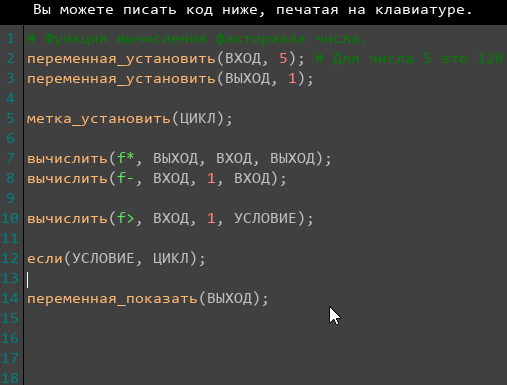 Вы можете писать код ниже, печатая на клавиатуре.
1 # Функция вычисления факториала числа.
2 переменная_установить(ВХОД, 5); # Для числа 5 это 120
3 переменная_установить(ВЫХОД, 1);
4
5 метка_установить(ЦИКЛ);
6
7 вычислить(f*, ВЫХОД, ВХОД, ВЫХОД);
8 вычислить(f-, ВХОД, 1, ВХОД);
9
10 вычислить(f>, ВХОД, 1, УСЛОВИЕ);
11
12 если(УСЛОВИЕ, ЦИКЛ);
13
14 переменная_показать(ВЫХОД);
15
16
17
18